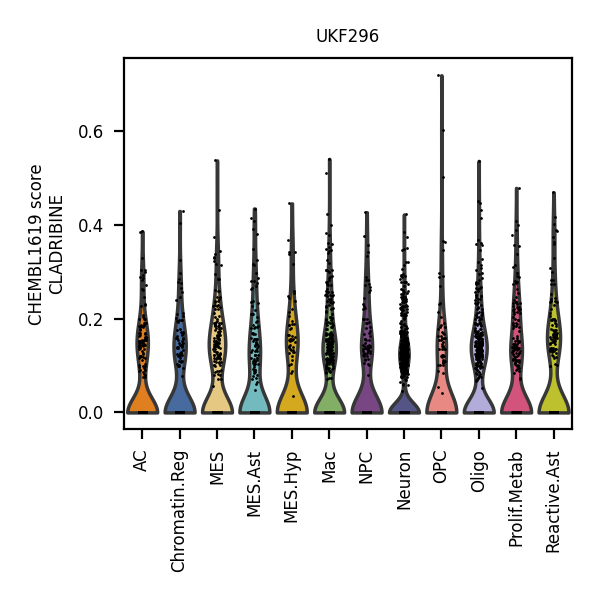 UKF296
CHEMBL1619 score
CLADRIBINE
0.6
0.4
0.2
0.0
AC
Chromatin.Reg
MES
MES.Ast
MES.Hyp
Mac
NPC
Neuron
OPC
Oligo
Prolif.Metab
Reactive.Ast